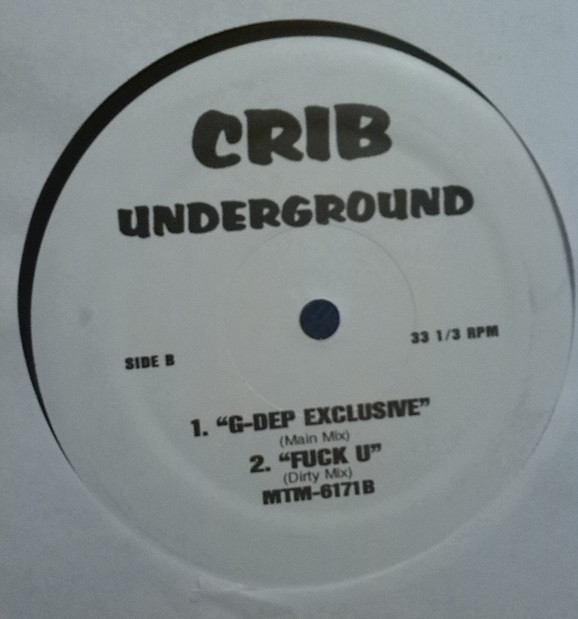 CRIB
UNDERGROUND
SIDE B
33 1/3 RPM
1. “G-DEP EXCLUSIVE”
(Main Mix)
2. “FUCK U”
(Dirty Mix)
MTM-6171B